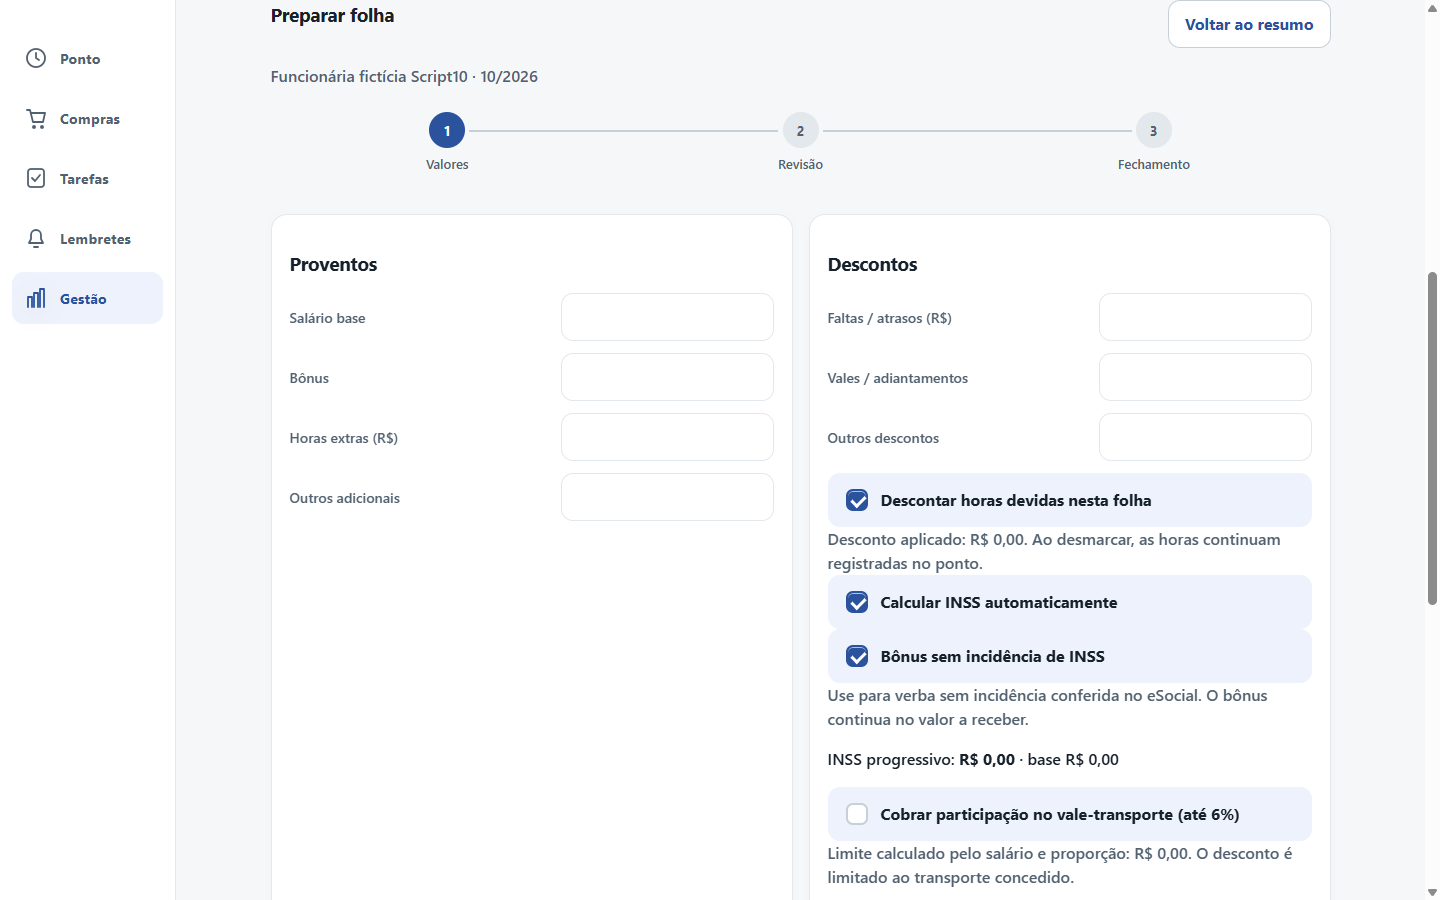 Ponto
Compras
Tarefas
Lembretes
Gestão
Preparar folha
Voltar ao resumo
Funcionária fictícia Script10 · 10/2026
1
2
3
Valores
Revisão
Fechamento
Proventos
Salário base
Bônus
Horas extras (R$)
Outros adicionais
Descontos
Faltas / atrasos (R$)
Vales / adiantamentos
Outros descontos
Descontar horas devidas nesta folha
Desconto aplicado: R$ 0,00. Ao desmarcar, as horas continuam
registradas no ponto.
Calcular INSS automaticamente
Bônus sem incidência de INSS
Use para verba sem incidência conferida no eSocial. O bônus
continua no valor a receber.
INSS progressivo: R$ 0,00 · base R$ 0,00
Cobrar participação no vale-transporte (até 6%)
Limite calculado pelo salário e proporção: R$ 0,00. O desconto é
limitado ao transporte concedido.